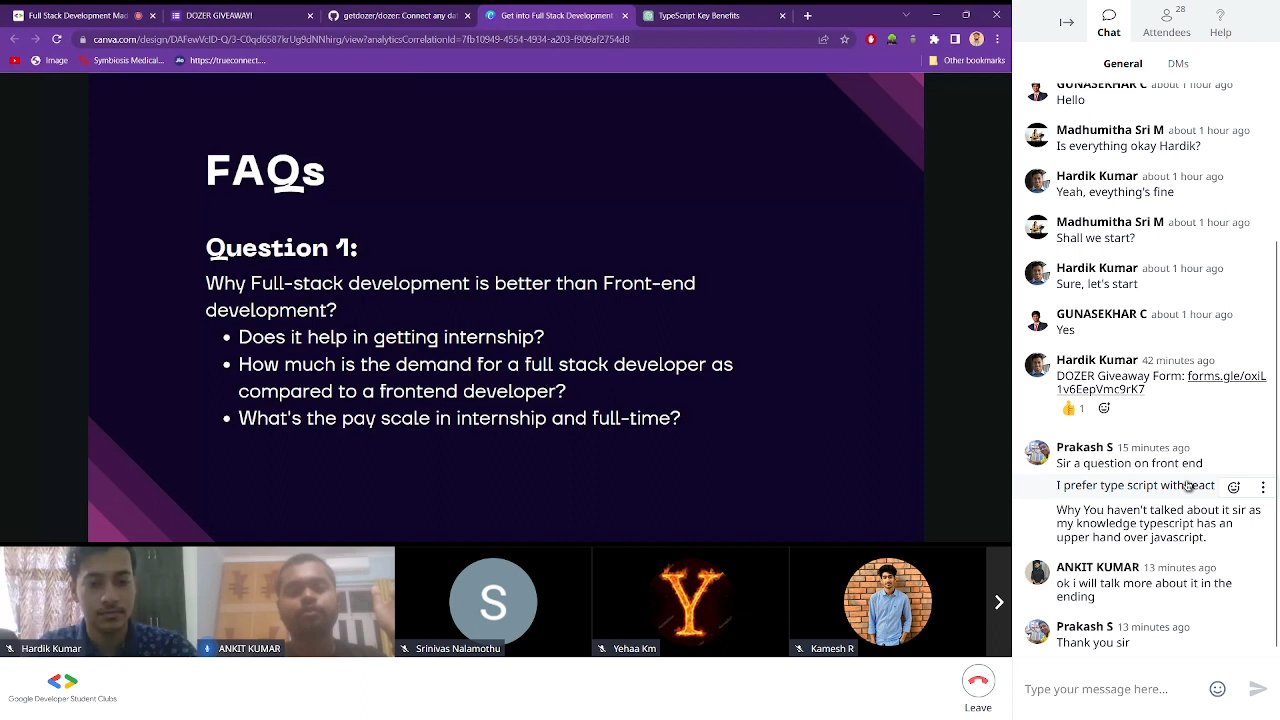 Full Stack Development Mad
DOZER GIVEAWAY!
getdozer/dozer: Connect any dat
Get into Full Stack Development
TypeScript Key Benefits
canva.com/design/DAFewVcID-Q/3-C0qd6587krUg9dNNhirg/view?analyticsCorrelationId=7fb10949-4554-4934-a203-f909af2754d8
Image
Symbiosis Medical...
https://trueconnect....
Other bookmarks
FAQs
Question 1:
Why Full-stack development is better than Front-end
development?
Does it help in getting internship?
How much is the demand for a full stack developer as
compared to a frontend developer?
What's the pay scale in internship and full-time?
Hardik Kumar
ANKIT KUMAR
S
Srinivas Nalamothu
Y
Yehaa Km
Kamesh R
Google Developer Student Clubs
Leave
Chat
28
Attendees
Help
General
DMs
GUNASEKHAR C about 1 hour ago
Hello
Madhumitha Sri M about 1 hour ago
Is everything okay Hardik?
Hardik Kumar about 1 hour ago
Yeah, eveything's fine
Madhumitha Sri M about 1 hour ago
Shall we start?
Hardik Kumar about 1 hour ago
Sure, let's start
GUNASEKHAR C about 1 hour ago
Yes
Hardik Kumar 42 minutes ago
DOZER Giveaway Form: forms.gle/oxiL
1v6EepVmc9rK7
👍 1
Prakash S 15 minutes ago
Sir a question on front end
I prefer type script with react
Why You haven't talked about it sir as
my knowledge typescript has an
upper hand over javascript.
ANKIT KUMAR 13 minutes ago
ok i will talk more about it in the
ending
Prakash S 13 minutes ago
Thank you sir
Type your message here...